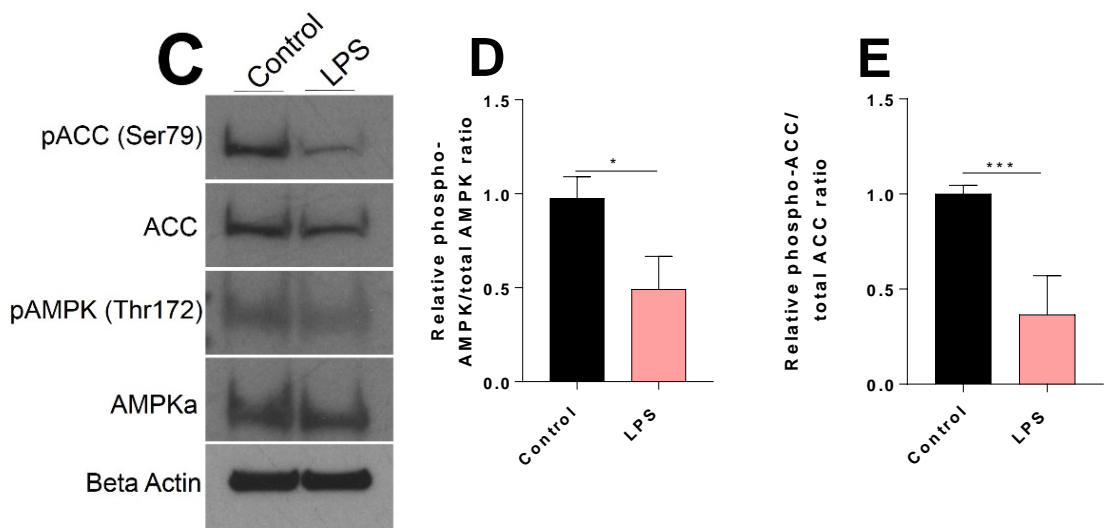 C
Control
LPS
pACC (Ser79)
ACC
pAMPK (Thr172)
AMPKa
Beta Actin
D
Relative phospho-
AMPK/total AMPK ratio
1.5
1.0
0.5
0.0
*
Control
LPS
E
Relative phospho-ACC/
total ACC ratio
1.5
1.0
0.5
0.0
***
Control
LPS